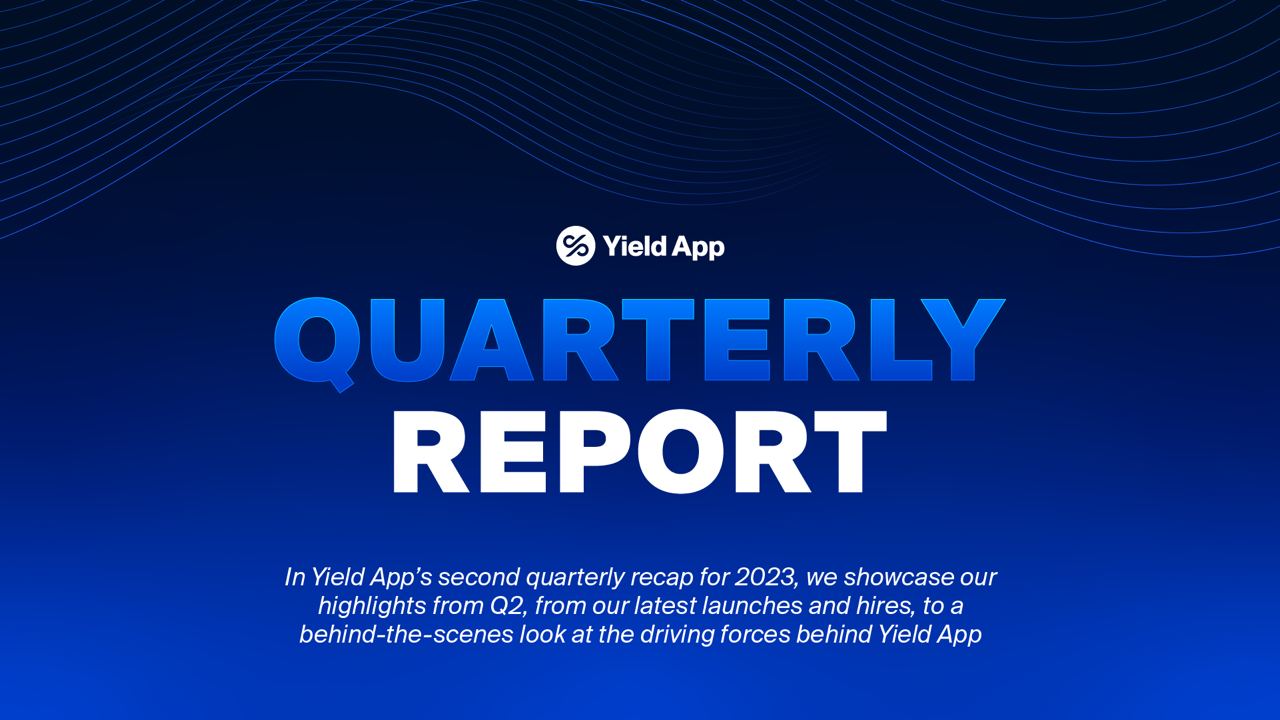 Yield App
QUARTERLY
REPORT
In Yield App’s second quarterly recap for 2023, we showcase our
highlights from Q2, from our latest launches and hires, to a
behind-the-scenes look at the driving forces behind Yield App